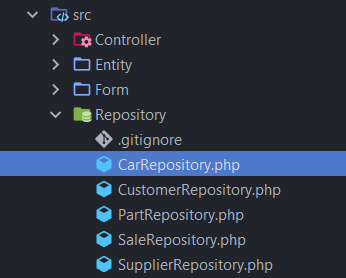 src
Controller
Entity
Form
Repository
.gitignore
CarRepository.php
CustomerRepository.php
PartRepository.php
SaleRepository.php
SupplierRepository.php